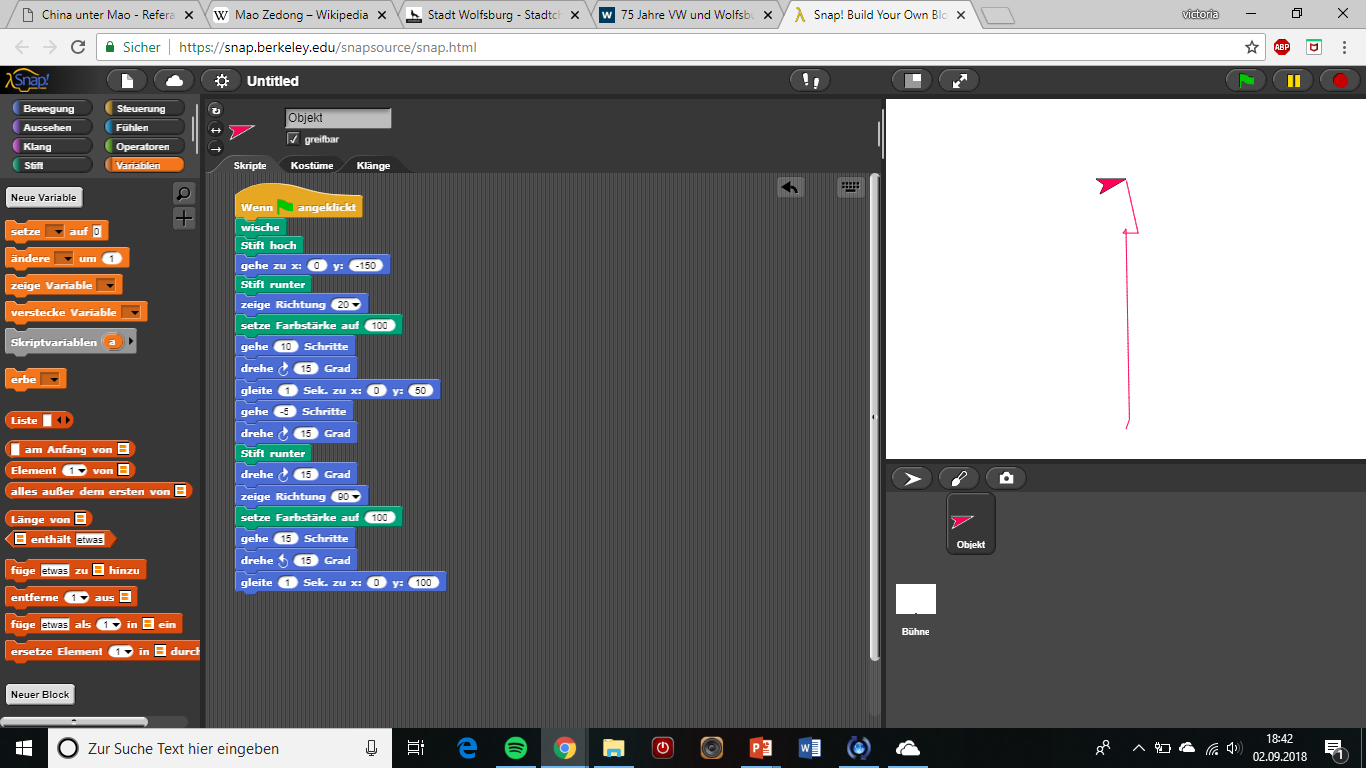 China unter Mao - Refera
Mao Zedong – Wikipedia
Stadt Wolfsburg - Stadtch
75 Jahre VW und Wolfsbu
Snap! Build Your Own Blo
victoria
Sicher
https://snap.berkeley.edu/snapsource/snap.html
ABP
Snap!
Untitled
Bewegung
Steuerung
Aussehen
Fühlen
Klang
Operatoren
Stift
Variablen
Objekt
greifbar
Skripte
Kostüme
Klänge
Neue Variable
setze auf 0
ändere um 1
zeige Variable
verstecke Variable
Skriptvariablen a
erbe
Liste
am Anfang von
Element 1 von
alles außer dem ersten von
Länge von
enthält etwas
füge etwas zu hinzu
entferne 1 aus
füge etwas als 1 in ein
ersetze Element 1 in durch
Neuer Block
Wenn angeklickt
wische
Stift hoch
gehe zu x: 0 y: -150
Stift runter
zeige Richtung 20
setze Farbstärke auf 100
gehe 10 Schritte
drehe 15 Grad
gleite 1 Sek. zu x: 0 y: 50
gehe -5 Schritte
drehe 15 Grad
Stift runter
drehe 15 Grad
zeige Richtung 90
setze Farbstärke auf 100
gehe 15 Schritte
drehe 15 Grad
gleite 1 Sek. zu x: 0 y: 100
Objekt
Bühne
Zur Suche Text hier eingeben
18:42
02.09.2018
1